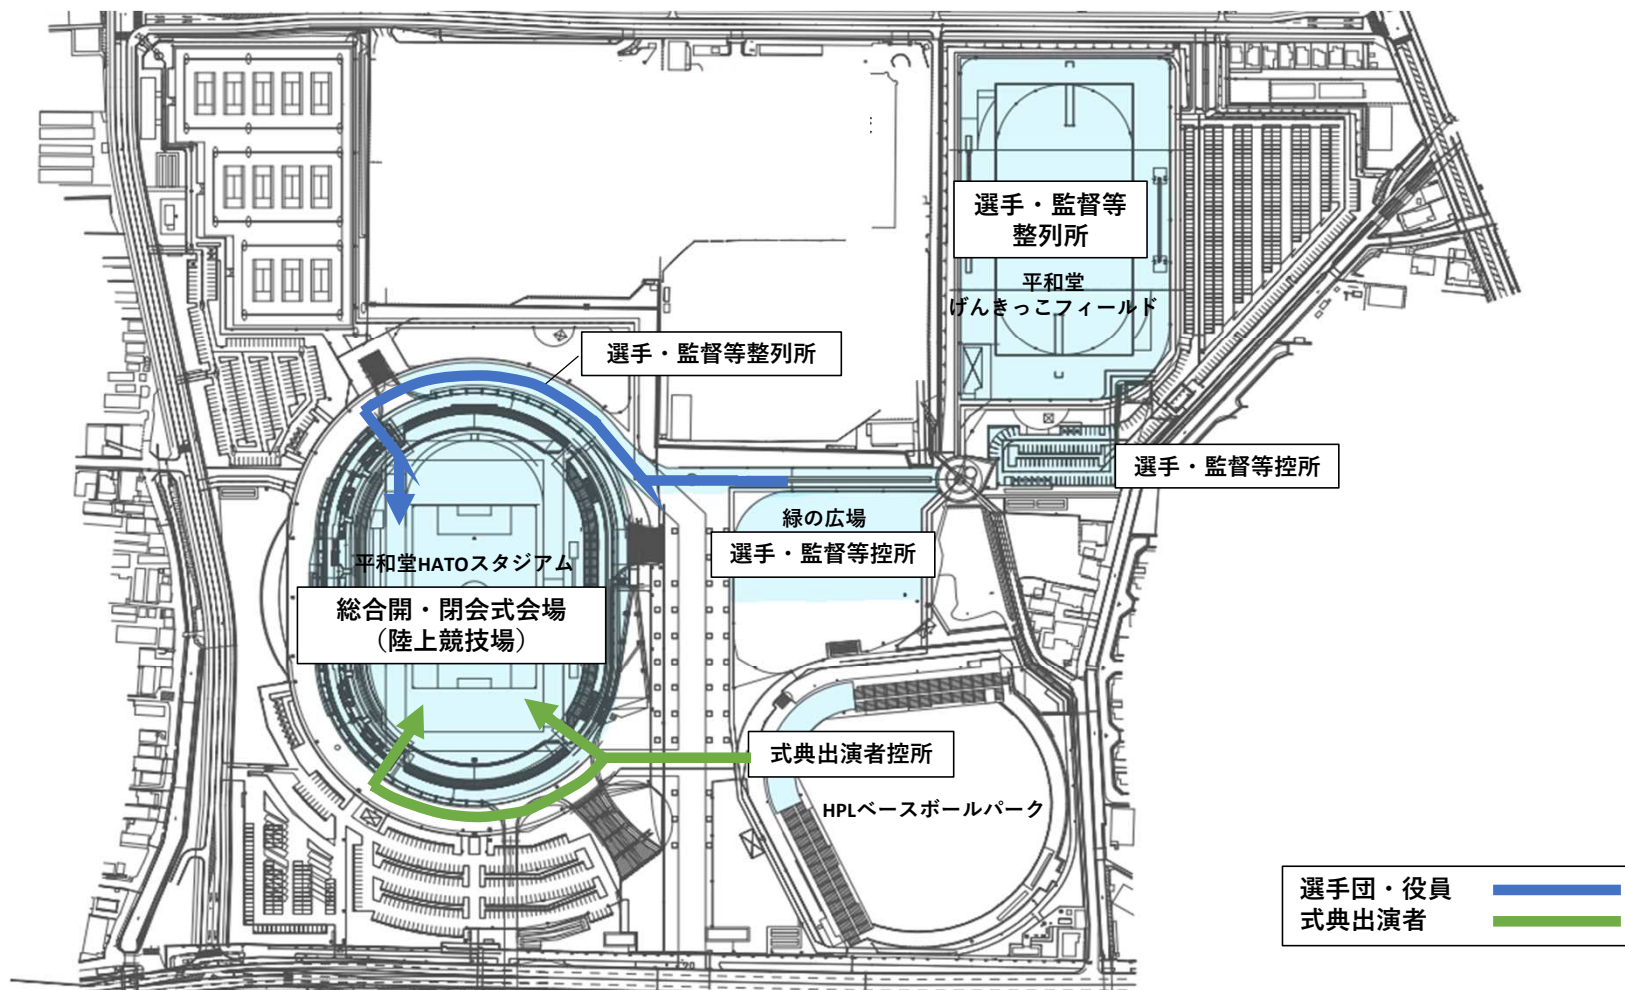 選手・監督等
整列所
平和堂
げんきっこフィールド
選手・監督等整列所
選手・監督等控所
緑の広場
選手・監督等控所
平和堂HATOスタジアム
総合開・閉会式会場
（陸上競技場）
式典出演者控所
HPLベースボールパーク
選手団・役員
式典出演者